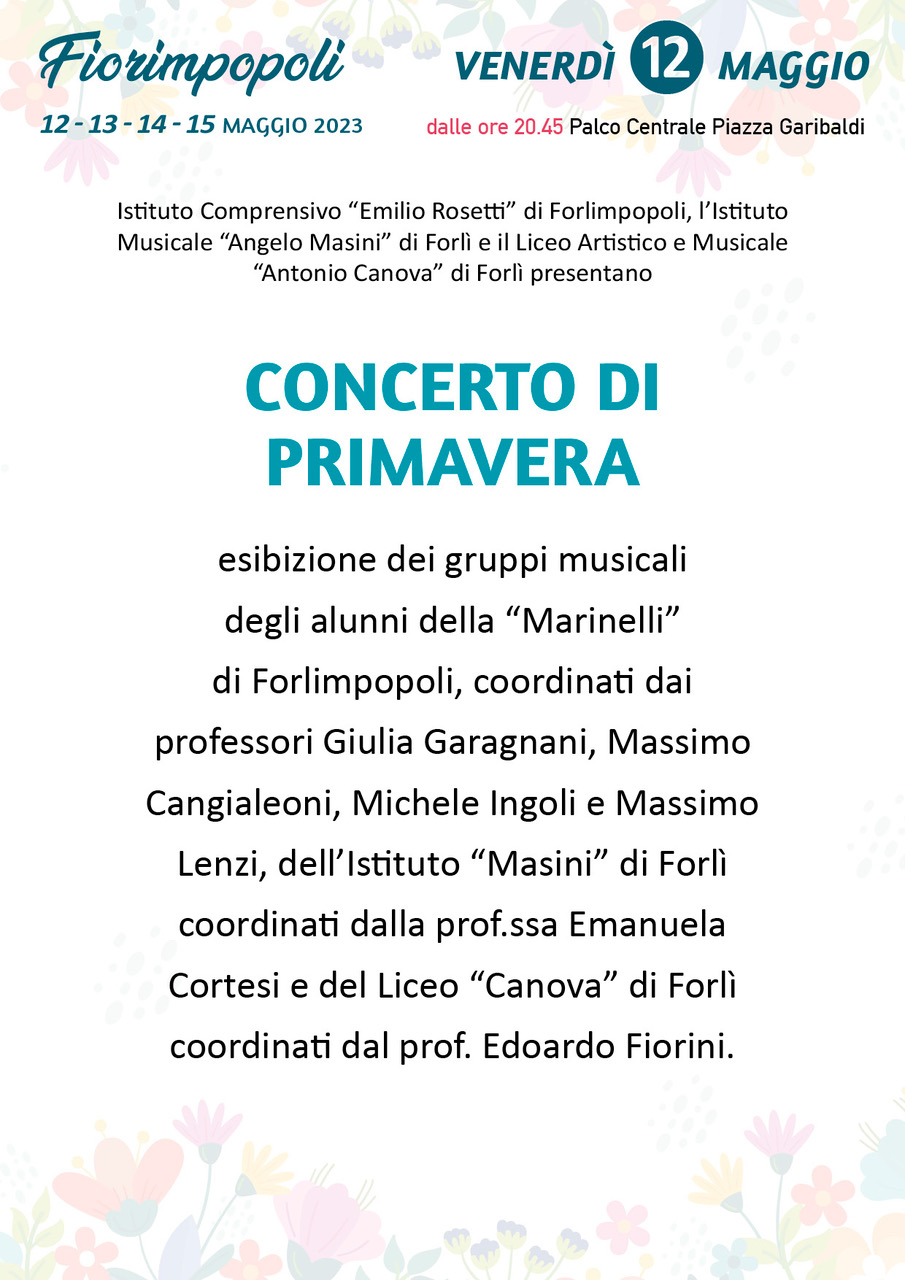 Fiorimpopoli
12 - 13 - 14 - 15 MAGGIO 2023
VENERDÌ 12 MAGGIO
dalle ore 20.45 Palco Centrale Piazza Garibaldi
Istituto Comprensivo “Emilio Rosetti” di Forlimpopoli, l’Istituto
Musicale “Angelo Masini” di Forlì e il Liceo Artistico e Musicale
“Antonio Canova” di Forlì presentano
CONCERTO DI
PRIMAVERA
esibizione dei gruppi musicali
degli alunni della “Marinelli”
di Forlimpopoli, coordinati dai
professori Giulia Garagnani, Massimo
Cangialeoni, Michele Ingoli e Massimo
Lenzi, dell’Istituto “Masini” di Forlì
coordinati dalla prof.ssa Emanuela
Cortesi e del Liceo “Canova” di Forlì
coordinati dal prof. Edoardo Fiorini.